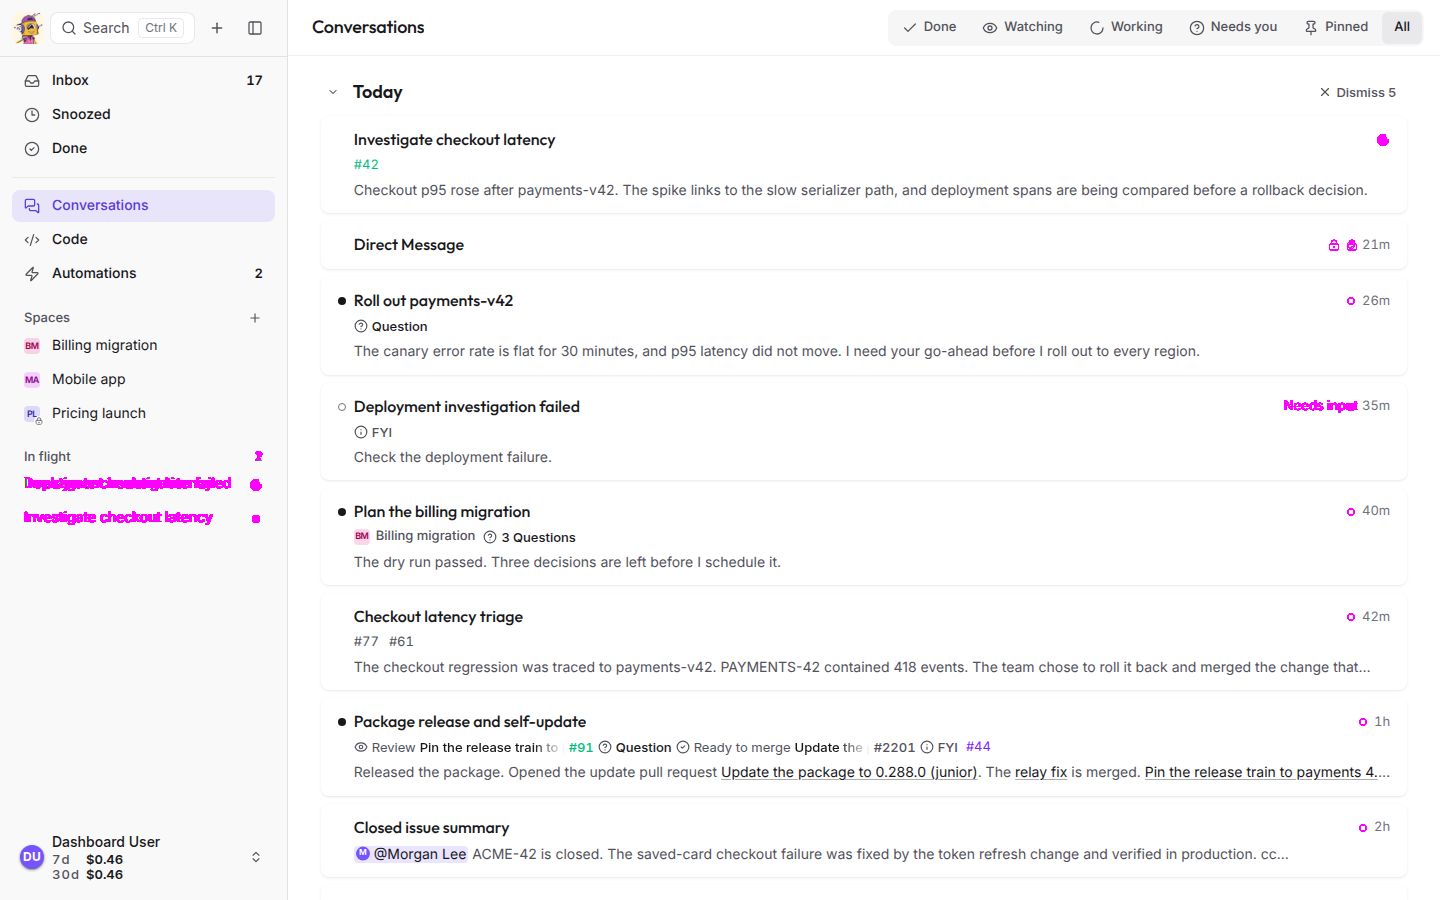 Search Ctrl K
Inbox 17
Snoozed
Done
Conversations
Code
Automations 2
Spaces
BM Billing migration
MA Mobile app
PL Pricing launch
In flight
Investigate checkout latency
DU Dashboard User
7d $0.46
30d $0.46
Conversations
Done Watching Working Needs you Pinned All
Today Dismiss 5
Investigate checkout latency
#42
Checkout p95 rose after payments-v42. The spike links to the slow serializer path, and deployment spans are being compared before a rollback decision.
Direct Message 21m
Roll out payments-v42 26m
Question
The canary error rate is flat for 30 minutes, and p95 latency did not move. I need your go-ahead before I roll out to every region.
Deployment investigation failed Needs input 35m
FYI
Check the deployment failure.
Plan the billing migration 40m
BM Billing migration 3 Questions
The dry run passed. Three decisions are left before I schedule it.
Checkout latency triage 42m
#77 #61
The checkout regression was traced to payments-v42. PAYMENTS-42 contained 418 events. The team chose to roll it back and merged the change that...
Package release and self-update 1h
Review Pin the release train to #91 Question Ready to merge Update the #2201 FYI #44
Released the package. Opened the update pull request Update the package to 0.288.0 (junior). The relay fix is merged. Pin the release train to payments 4....
Closed issue summary 2h
M @Morgan Lee ACME-42 is closed. The saved-card checkout failure was fixed by the token refresh change and verified in production. cc...